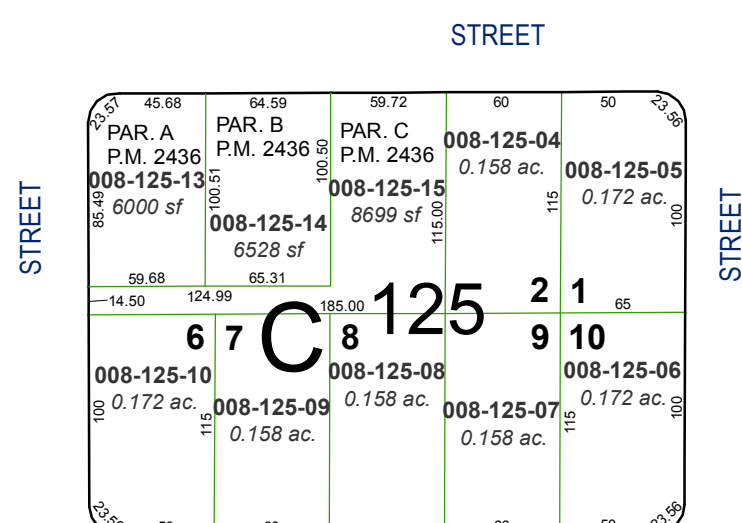 STREET
23.57
45.68
64.59
59.72
60
50
23.56
PAR. A
P.M. 2436
PAR. B
P.M. 2436
PAR. C
P.M. 2436
008-125-04
0.158 ac.
008-125-05
0.172 ac.
008-125-13
6000 sf
008-125-14
6528 sf
008-125-15
8699 sf
85.49
100.51
100.50
115.00
115
100
STREET
STREET
59.68
65.31
14.50
124.99
185.00
65
C
125
2
1
6
7
8
9
10
008-125-10
0.172 ac.
008-125-09
0.158 ac.
008-125-08
0.158 ac.
008-125-07
0.158 ac.
008-125-06
0.172 ac.
100
115
115
100
23.56